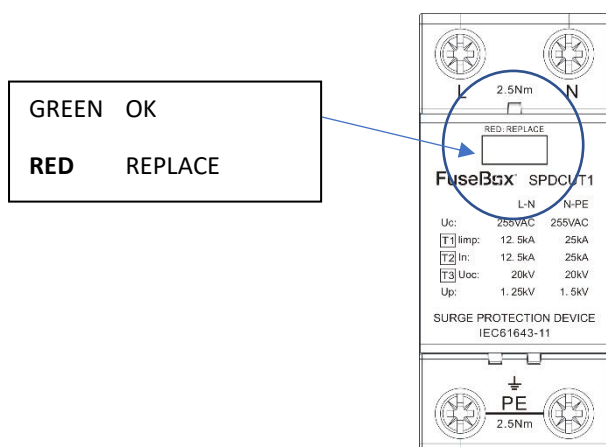 GREEN OK
RED REPLACE
L 2.5Nm N
RED: REPLACE
FuseBox SPDCUT1
L-N N-PE
Uc: 255VAC 255VAC
T1 Iimp: 12.5kA 25kA
T2 In: 12.5kA 25kA
T3 Uoc: 20kV 20kV
Up: 1.25kV 1.5kV
SURGE PROTECTION DEVICE
IEC61643-11
PE
2.5Nm